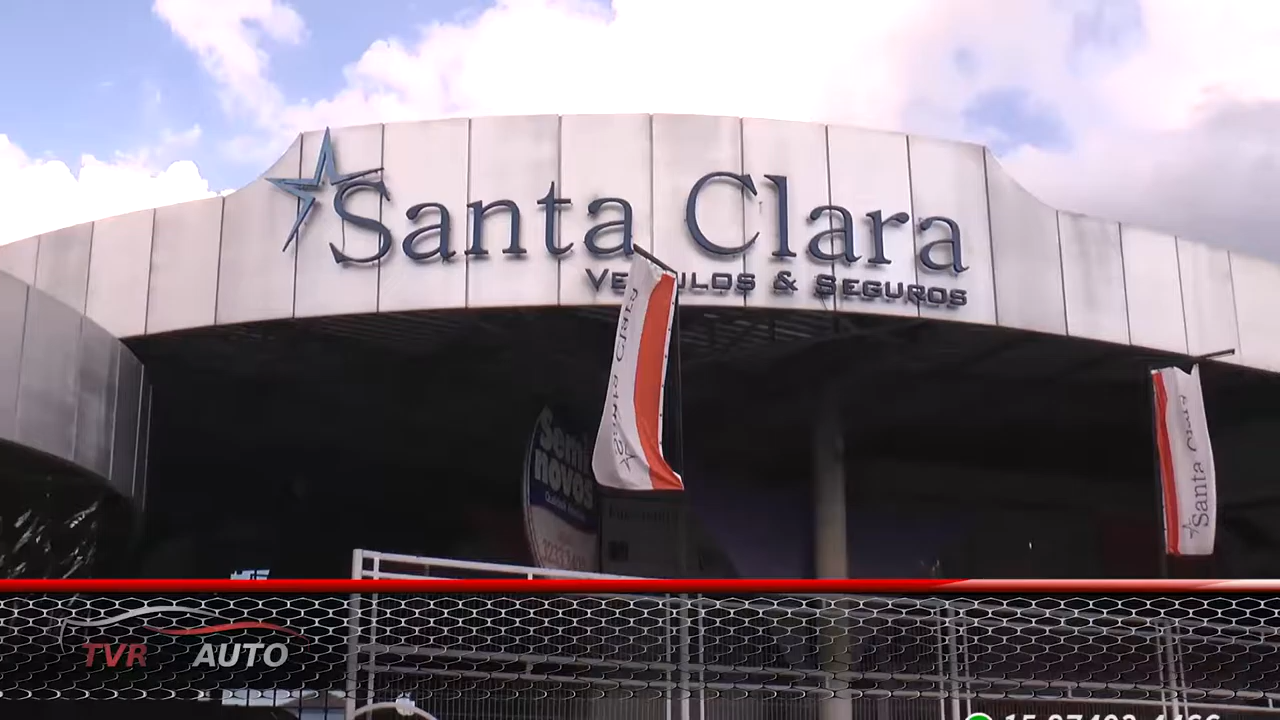 Santa Clara
VEÍCULOS & SEGUROS
Santa Clara
Santa Clara
Semi
novos
TVR AUTO